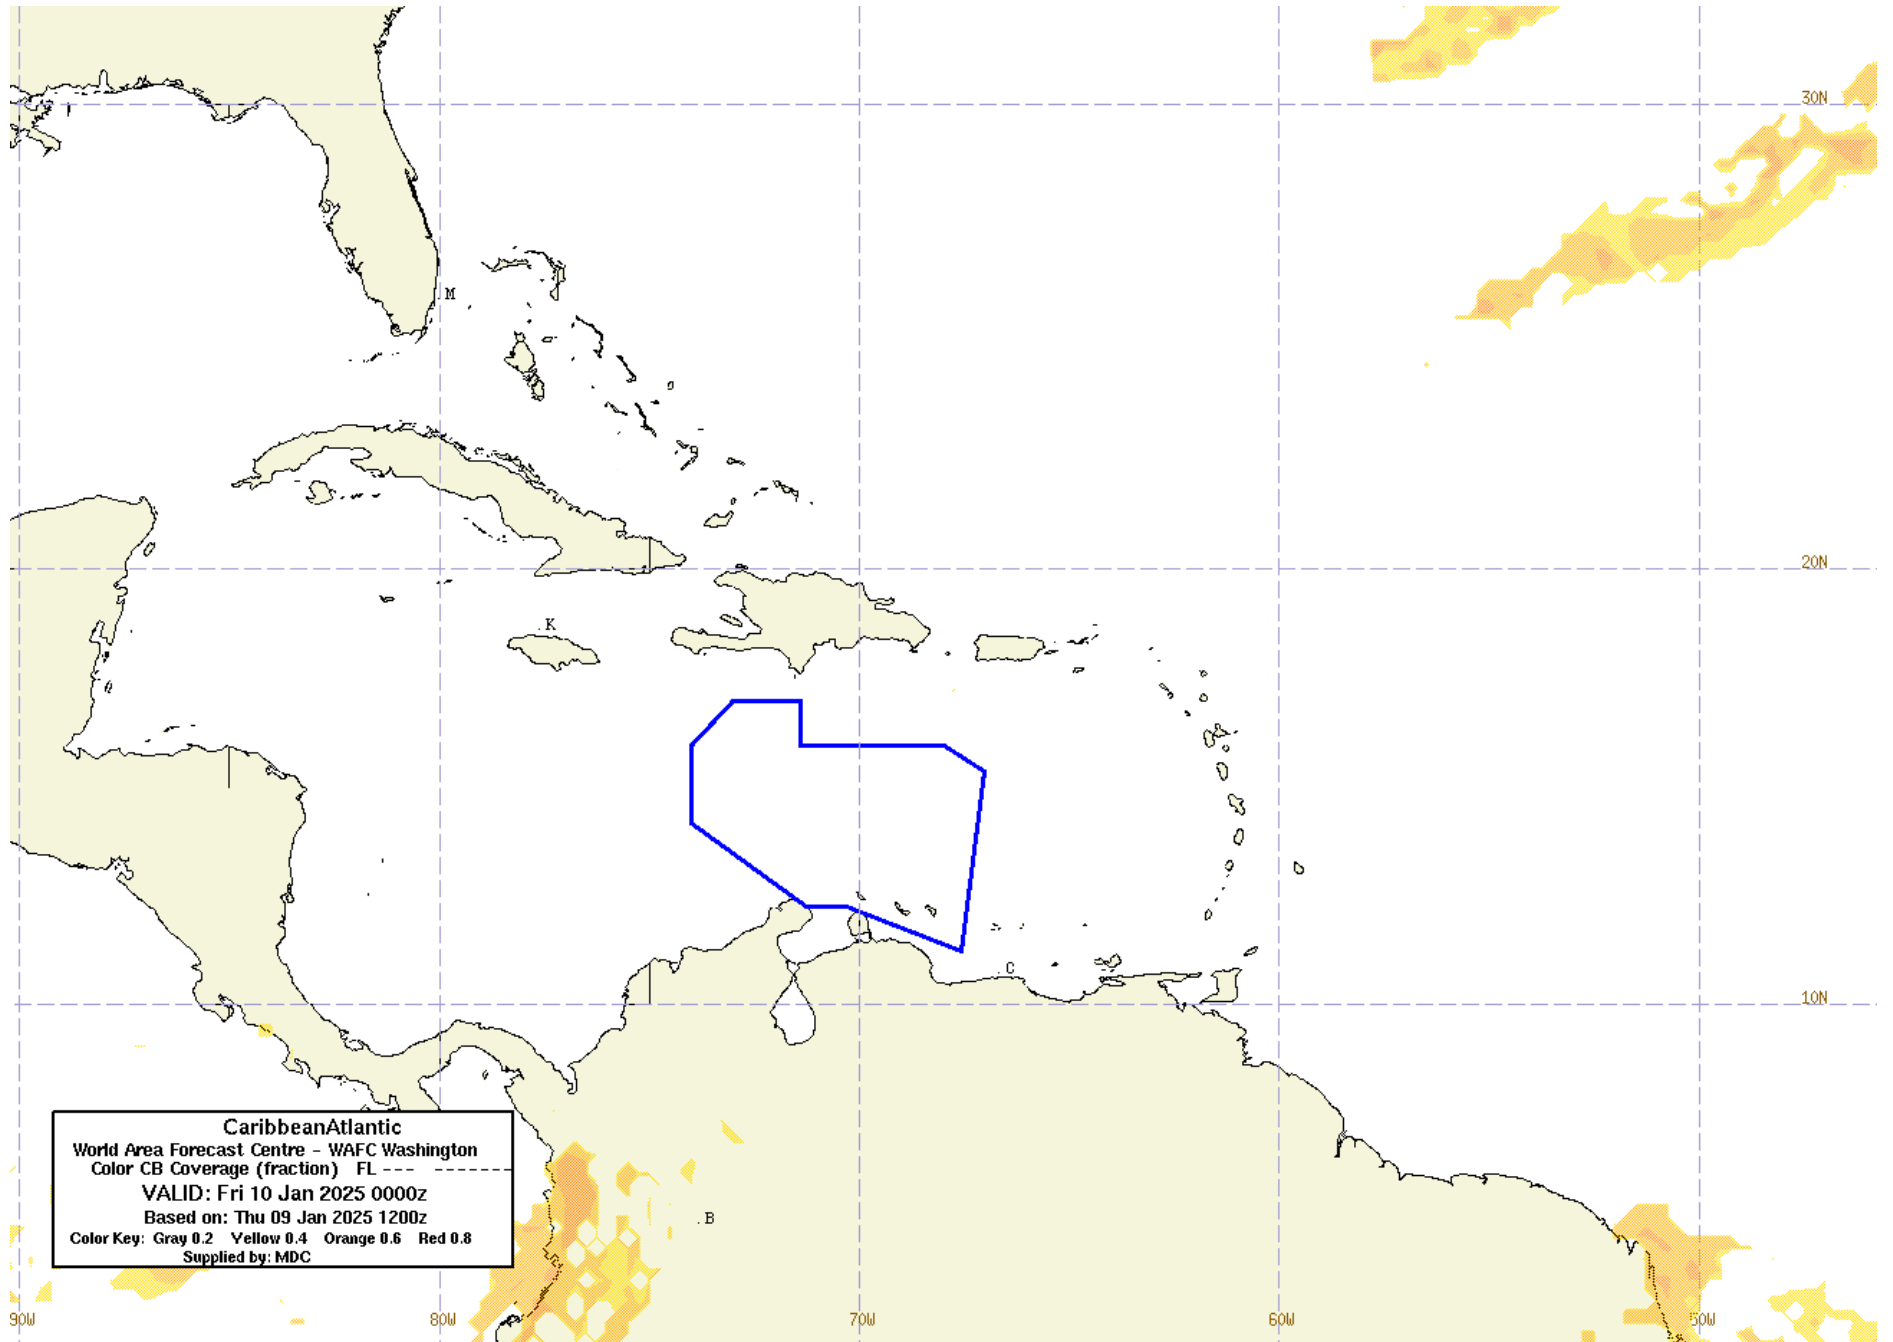 30N
.M
20N
.K
.C
10N
CaribbeanAtlantic
World Area Forecast Centre - WAFC Washington
Color CB Coverage (fraction) FL --- --------
VALID: Fri 10 Jan 2025 0000z
Based on: Thu 09 Jan 2025 1200z
Color Key: Gray 0.2 Yellow 0.4 Orange 0.6 Red 0.8
Supplied by: MDC
.B
90W 80W 70W 60W 50W